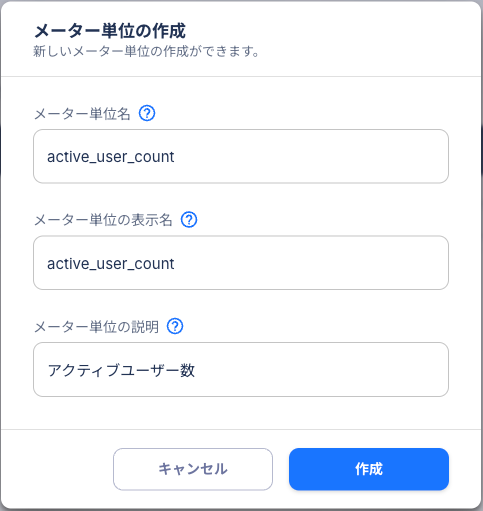 メーター単位の作成
新しいメーター単位の作成ができます。
メーター単位名 ?
active_user_count
メーター単位の表示名 ?
active_user_count
メーター単位の説明 ?
アクティブユーザー数
キャンセル
作成